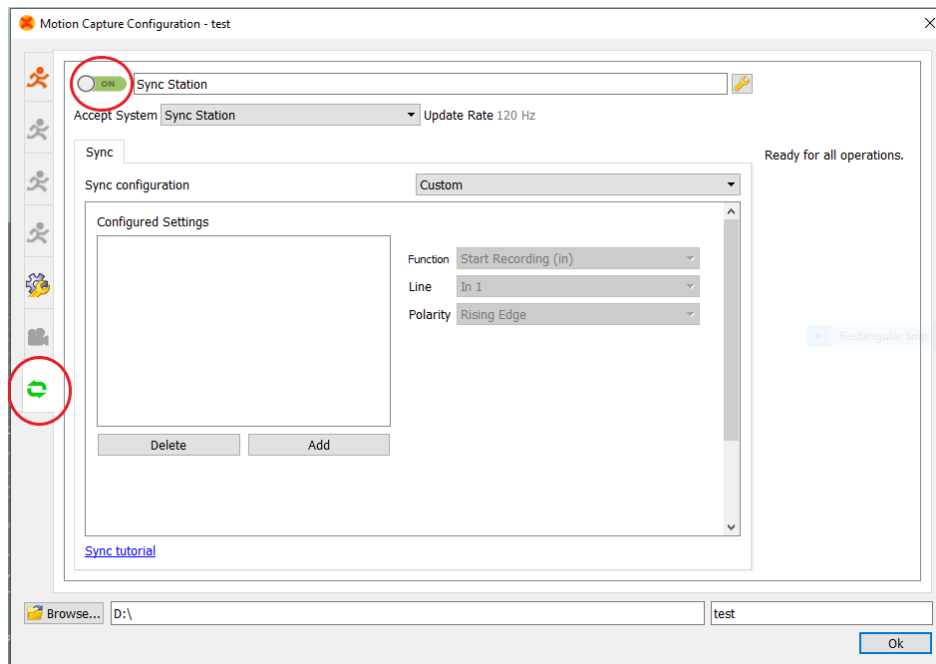 Motion Capture Configuration - test
ON
Sync Station
Accept System Sync Station Update Rate 120 Hz
Sync
Ready for all operations.
Sync configuration Custom
Configured Settings
Function Start Recording (in)
Line In 1
Polarity Rising Edge
Rectangular Snip
Delete Add
Sync tutorial
Browse... D:\ test
Ok